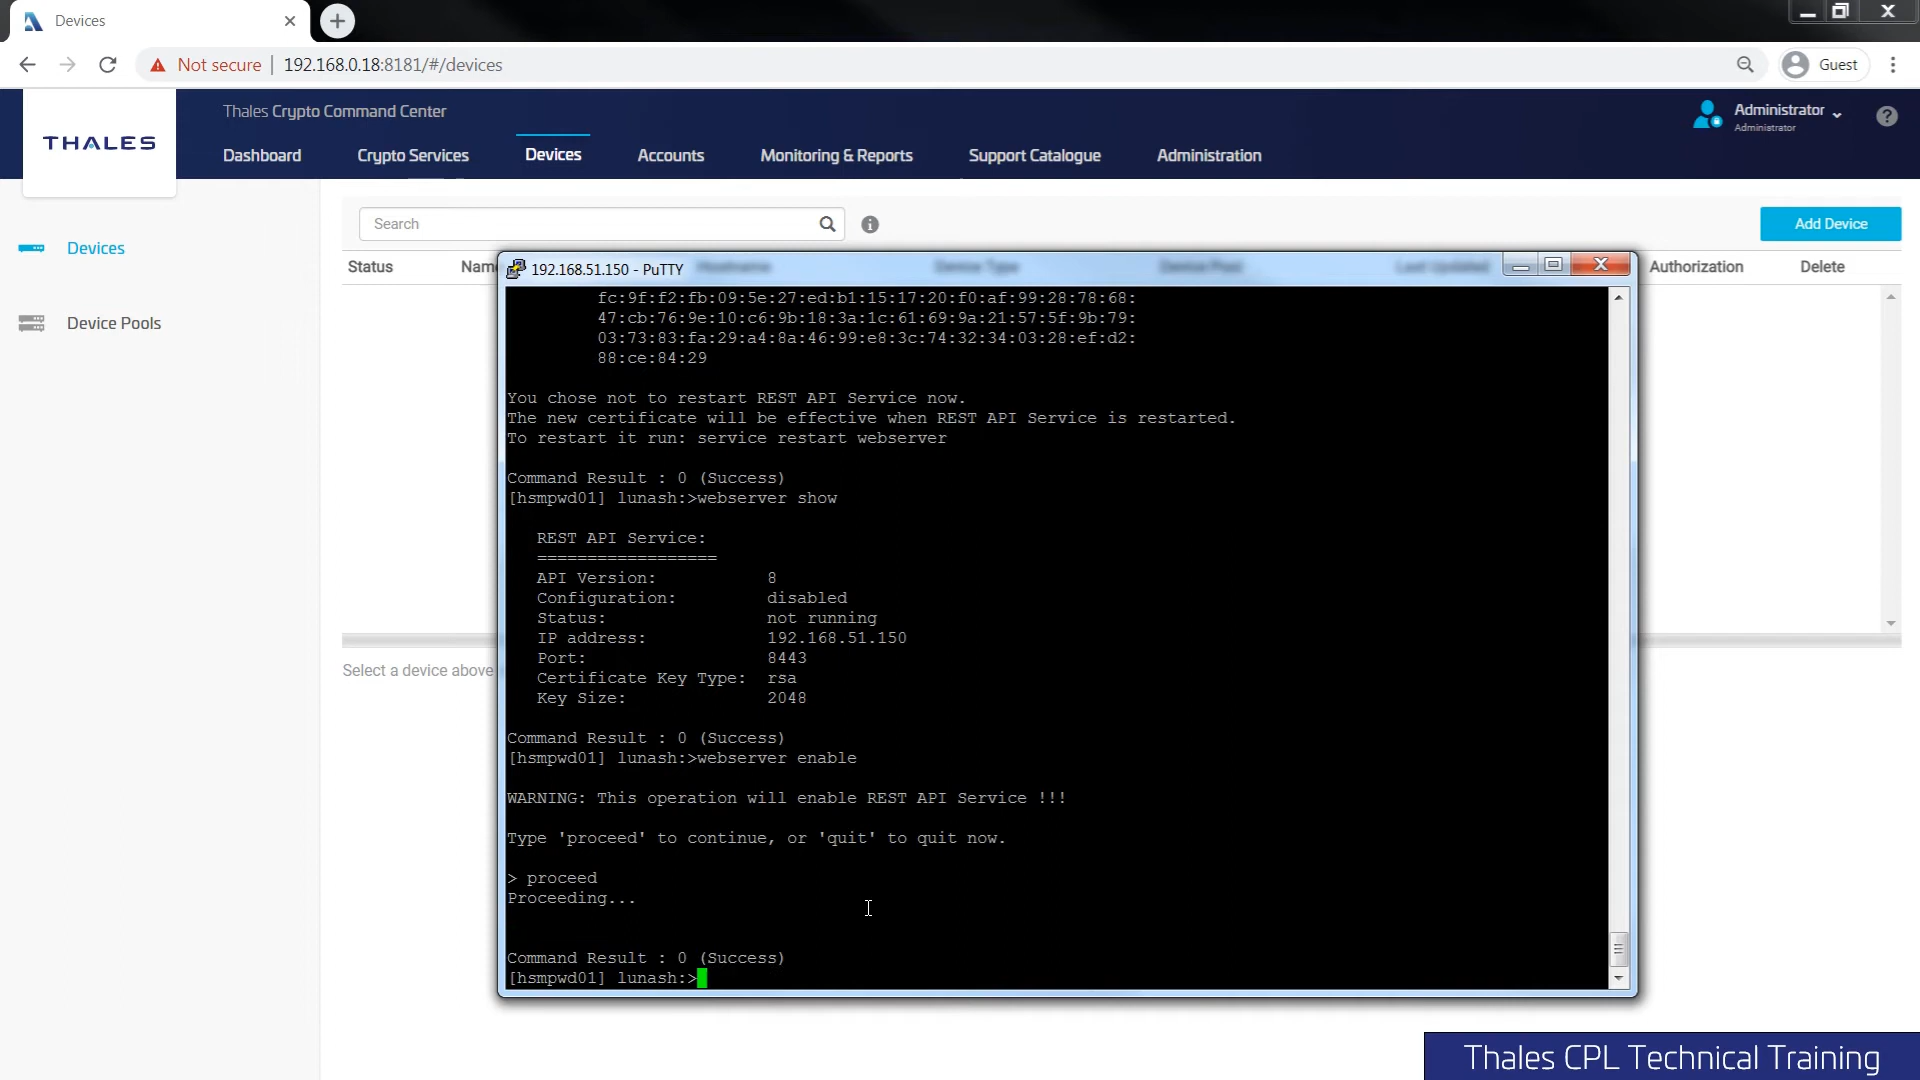 Devices
Not secure
192.168.0.18:8181/#/devices
Guest
THALES
Thales Crypto Command Center
Administrator
Administrator
?
Dashboard
Crypto Services
Devices
Accounts
Monitoring & Reports
Support Catalogue
Administration
Devices
Device Pools
Search
Add Device
Status
Name
Hostname
Device Type
Device Pool
Last Updated
Authorization
Delete
192.168.51.150 - PuTTY
fc:9f:f2:fb:09:5e:27:ed:b1:15:17:20:f0:af:99:28:78:68:
47:cb:76:9e:10:c6:9b:18:3a:1c:61:69:9a:21:57:5f:9b:79:
03:73:83:fa:29:a4:8a:46:99:e8:3c:74:32:34:03:28:ef:d2:
88:ce:84:29
You chose not to restart REST API Service now.
The new certificate will be effective when REST API Service is restarted.
To restart it run: service restart webserver
Command Result : 0 (Success)
[hsmpwd01] lunash:>webserver show
REST API Service:
==================
API Version: 8
Configuration: disabled
Status: not running
IP address: 192.168.51.150
Port: 8443
Certificate Key Type: rsa
Key Size: 2048
Command Result : 0 (Success)
[hsmpwd01] lunash:>webserver enable
WARNING: This operation will enable REST API Service !!!
Type 'proceed' to continue, or 'quit' to quit now.
> proceed
Proceeding...
Command Result : 0 (Success)
[hsmpwd01] lunash:>
Select a device above
Thales CPL Technical Training